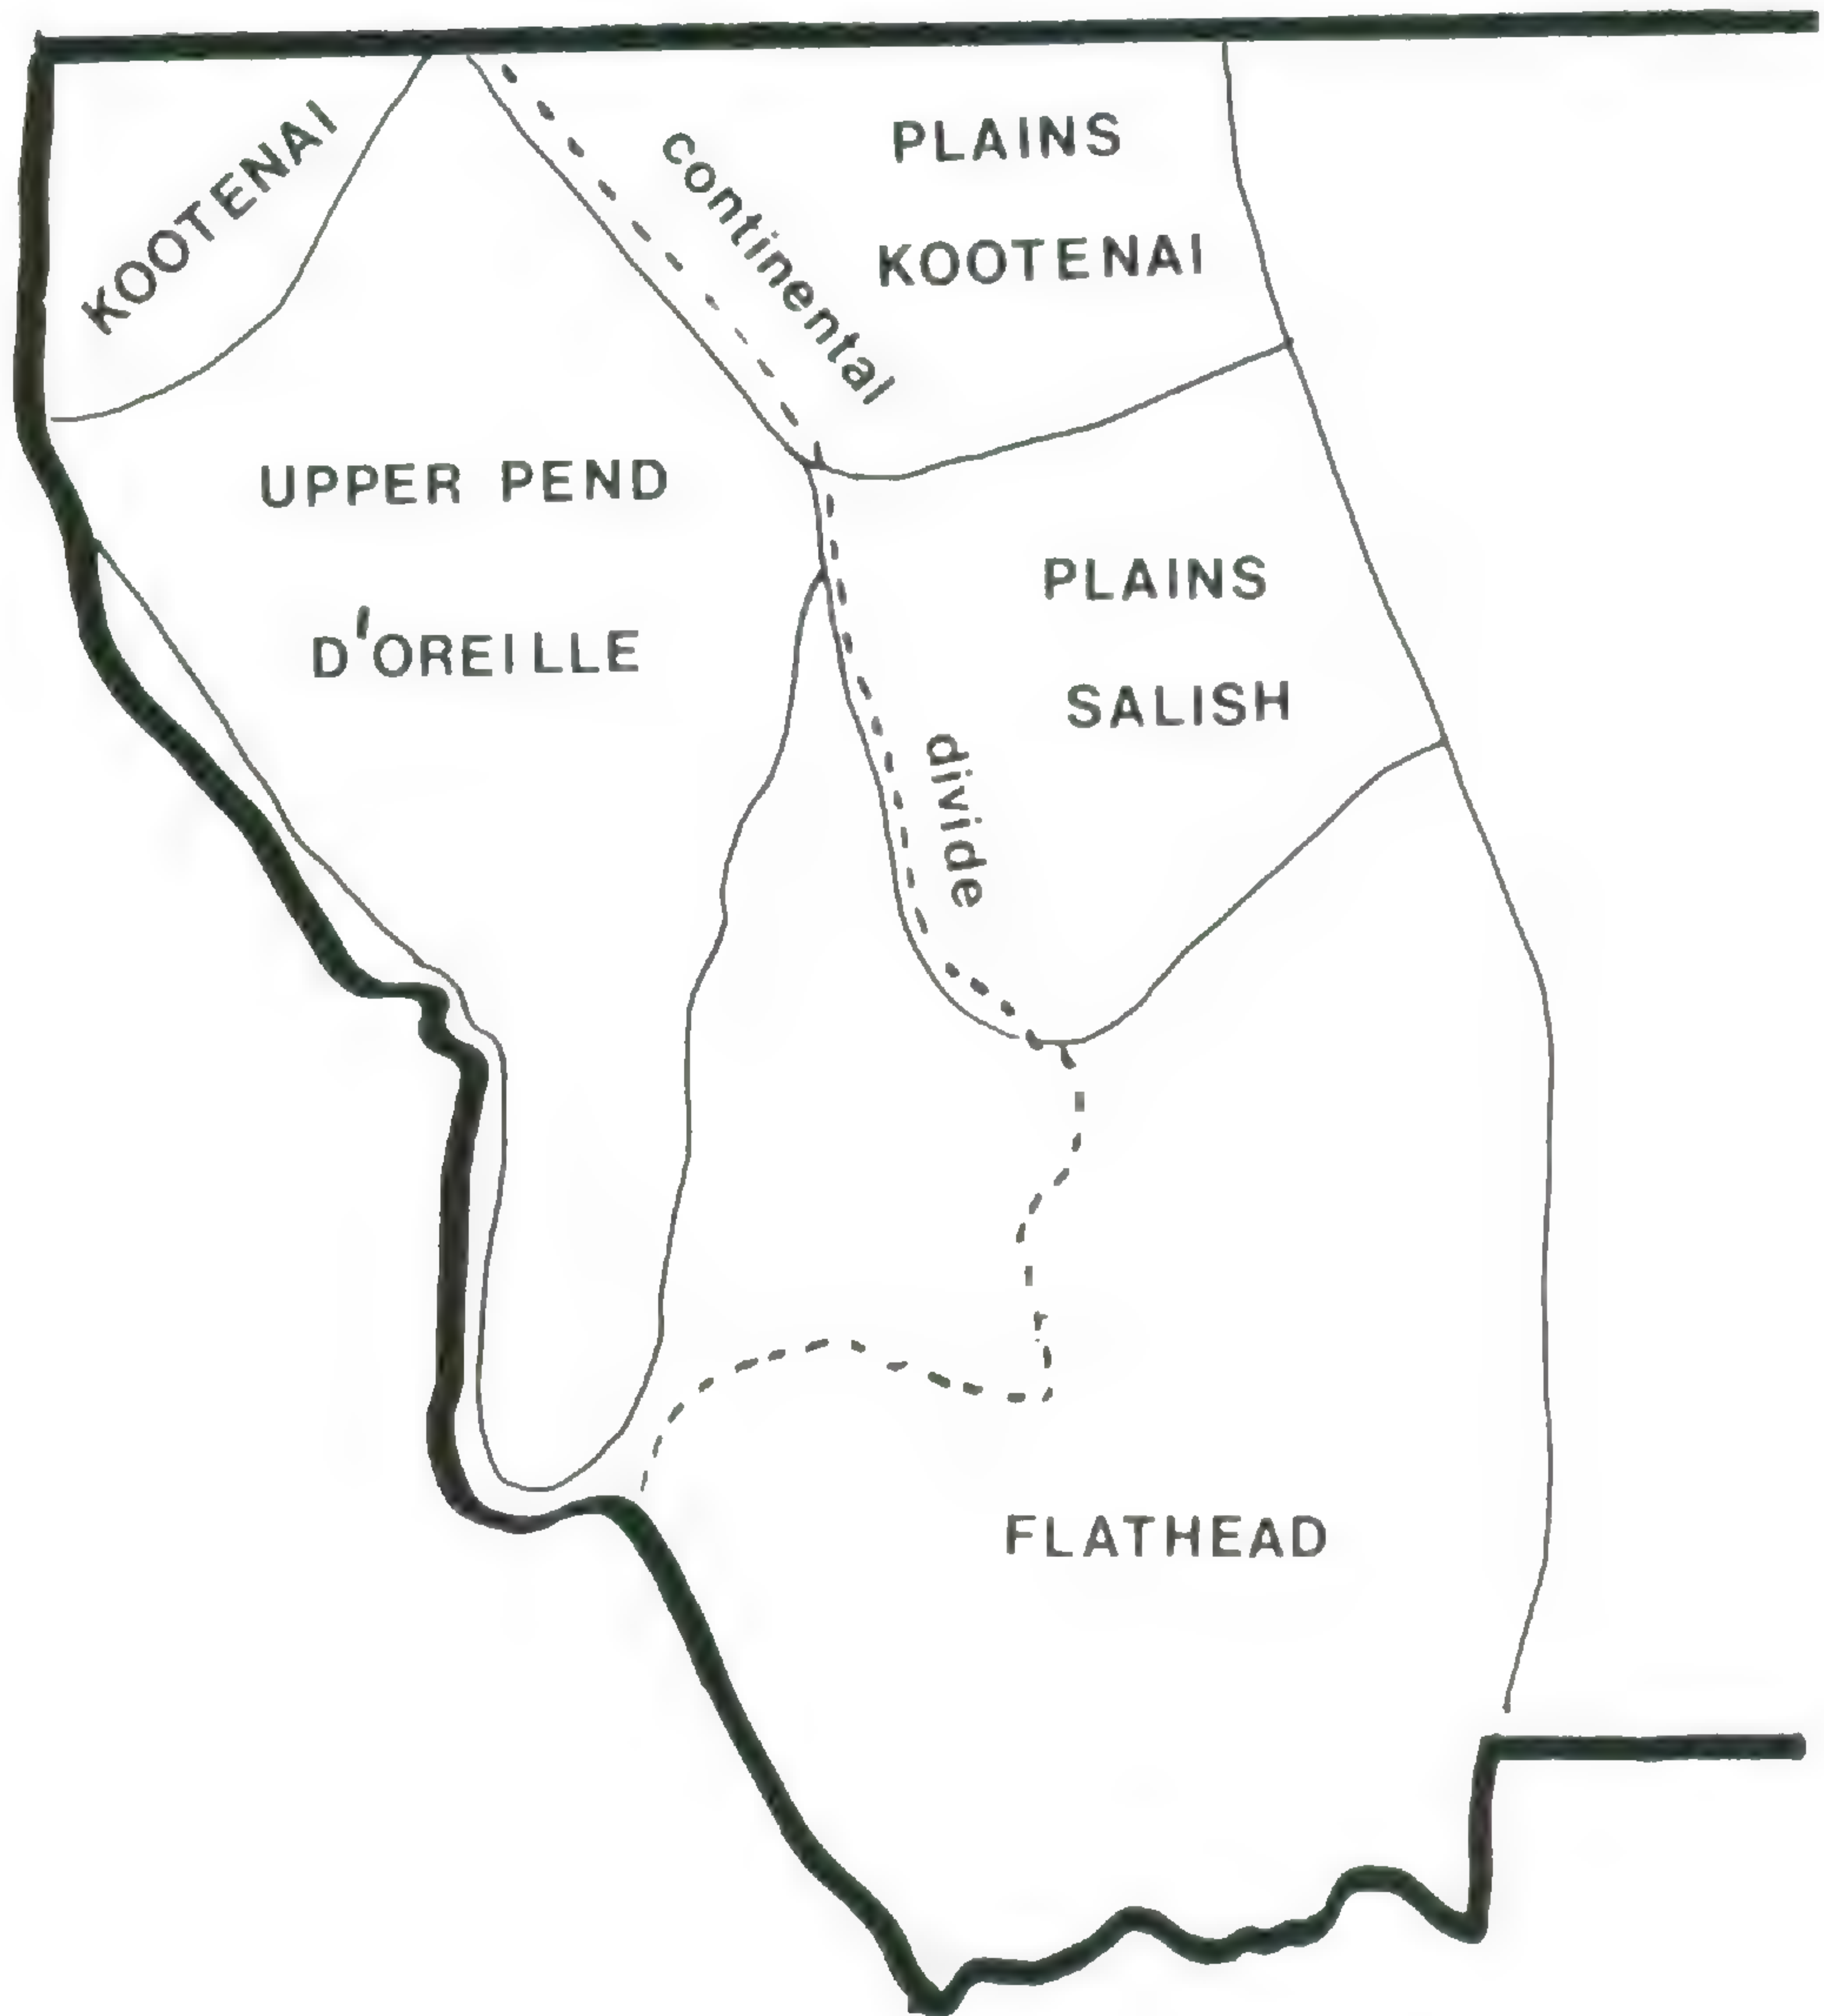 KOOTENAI
continental
PLAINS
KOOTENAI
UPPER PEND
D'OREILLE
PLAINS
SALISH
divide
FLATHEAD